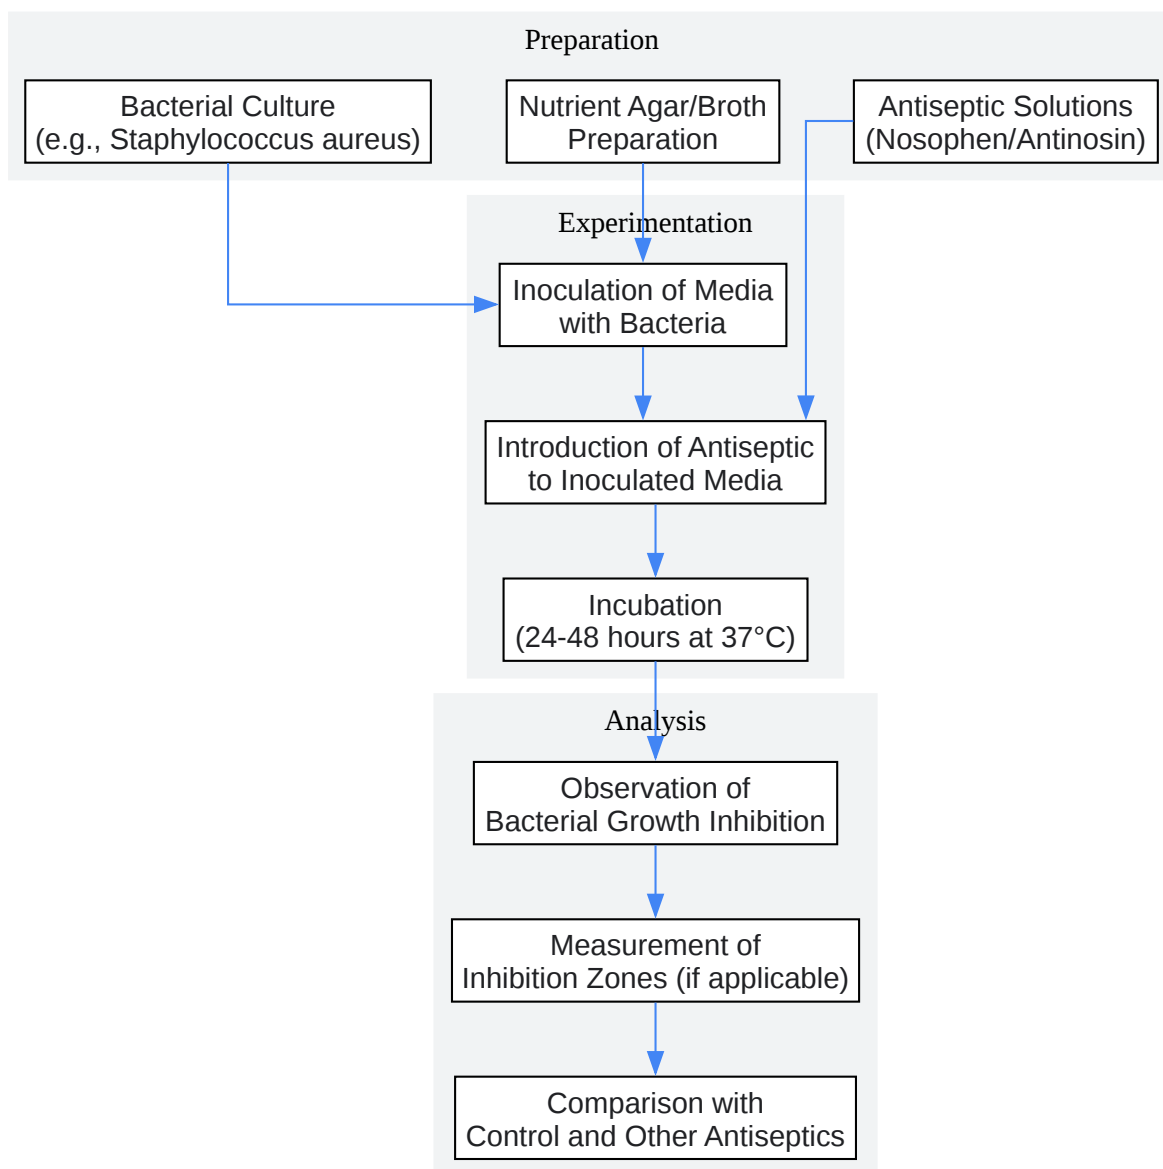 Preparation
Bacterial Culture
(e.g., Staphylococcus aureus)
Nutrient Agar/Broth
Preparation
Antiseptic Solutions
(Nosophen/Antinosin)
Experimentation
Inoculation of Media
with Bacteria
Introduction of Antiseptic
to Inoculated Media
Incubation
(24-48 hours at 37°C)
Analysis
Observation of
Bacterial Growth Inhibition
Measurement of
Inhibition Zones (if applicable)
Comparison with
Control and Other Antiseptics